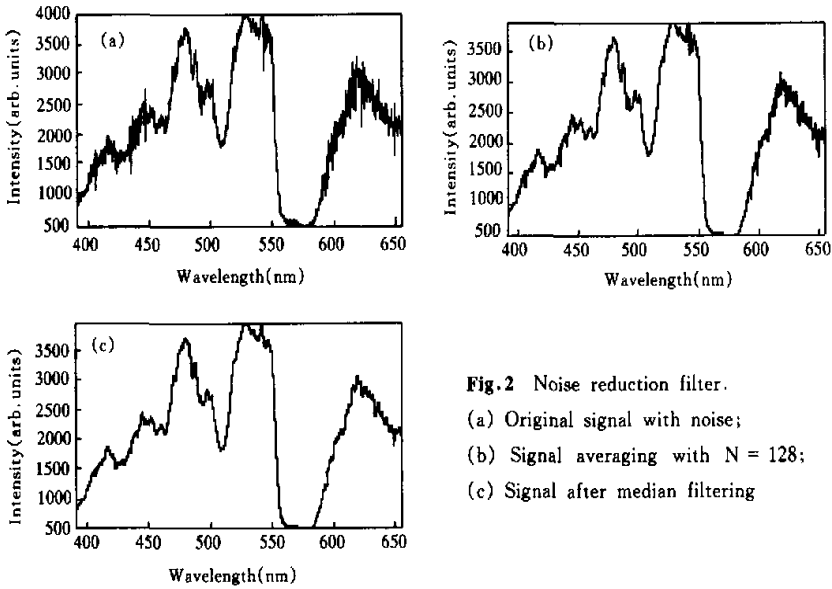 4000
3500
3000
2500
2000
1500
1000
500
(a)
Intensity(arb.units)
400 450 500 550 600 650
Wavelength(nm)
3500
3000
2500
2000
1500
1000
500
(b)
Intensity(arb.units)
400 450 500 550 600 650
Wavelength(nm)
3500
3000
2500
2000
1500
1000
500
(c)
Intensity(arb. units)
400 450 500 550 600 650
Wavelength(nm)
Fig.2 Noise reduction filter.
(a) Original signal with noise;
(b) Signal averaging with N = 128;
(c) Signal after median filtering